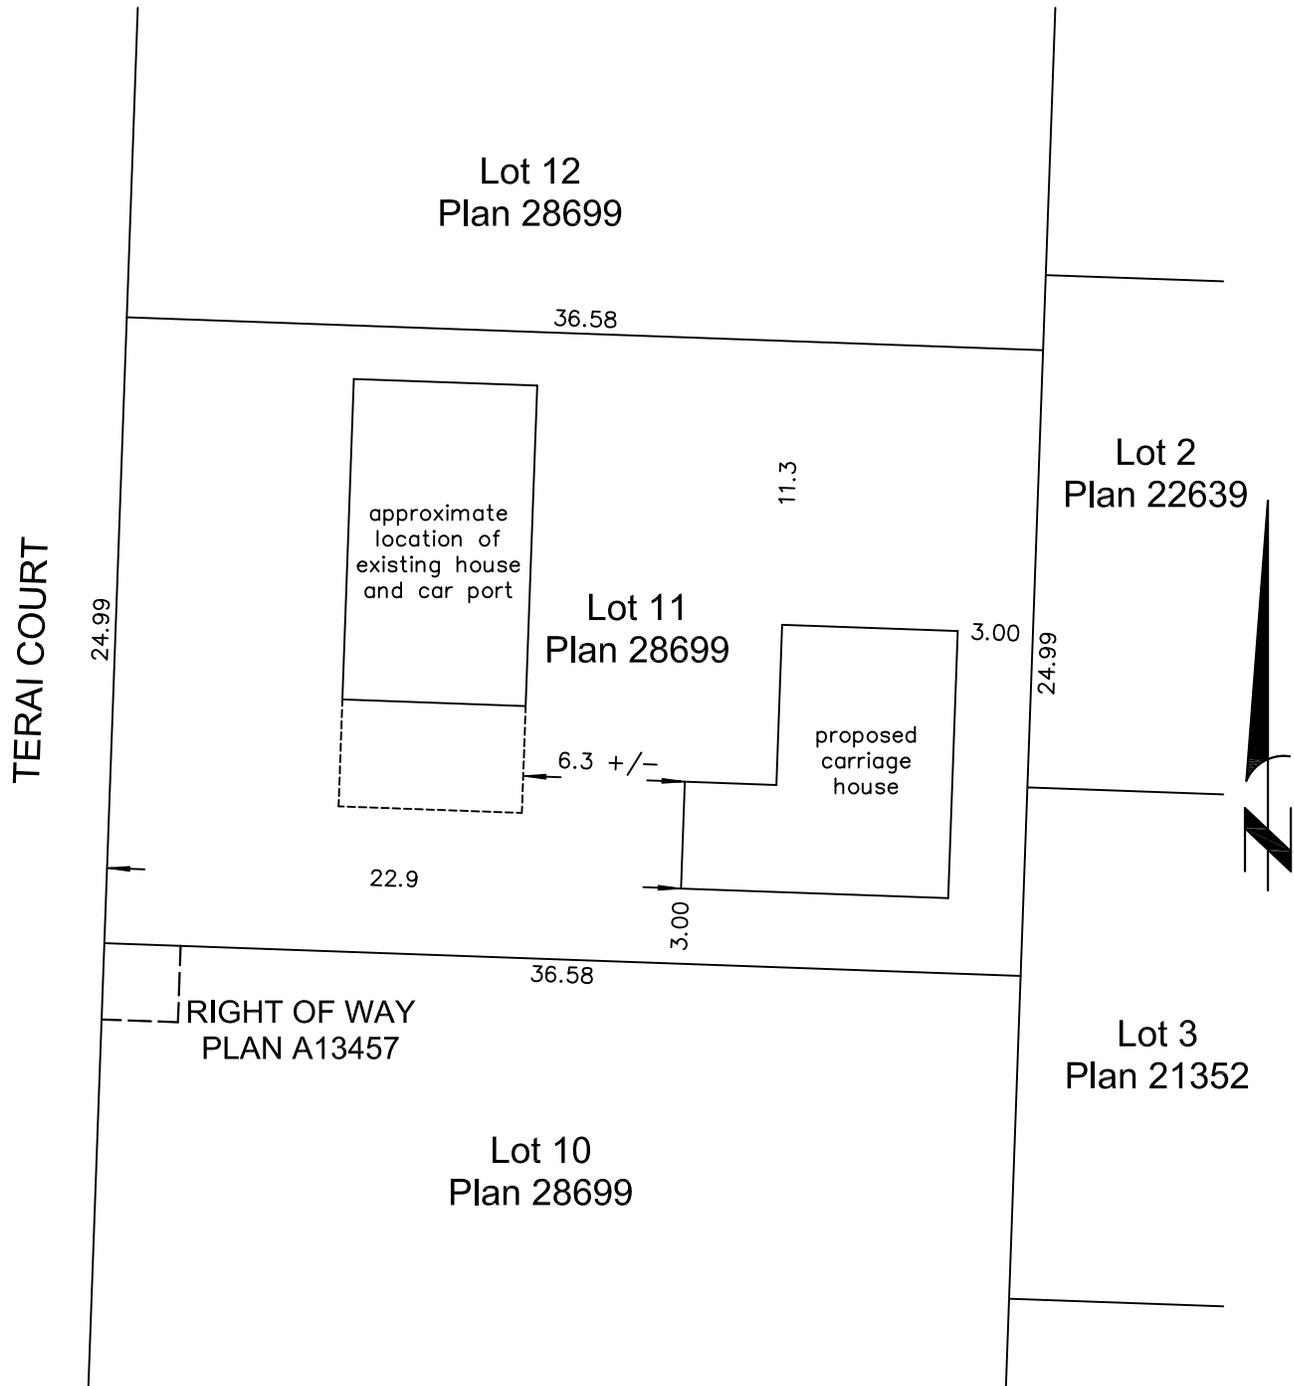 Lot 12
Plan 28699
36.58
Lot 2
Plan 22639
11.3
approximate
location of
existing house
and car port
TERAI COURT
24.99
Lot 11
Plan 28699
3.00
24.99
proposed
carriage
house
6.3 +/-
22.9
3.00
36.58
N
RIGHT OF WAY
PLAN A13457
Lot 3
Plan 21352
Lot 10
Plan 28699